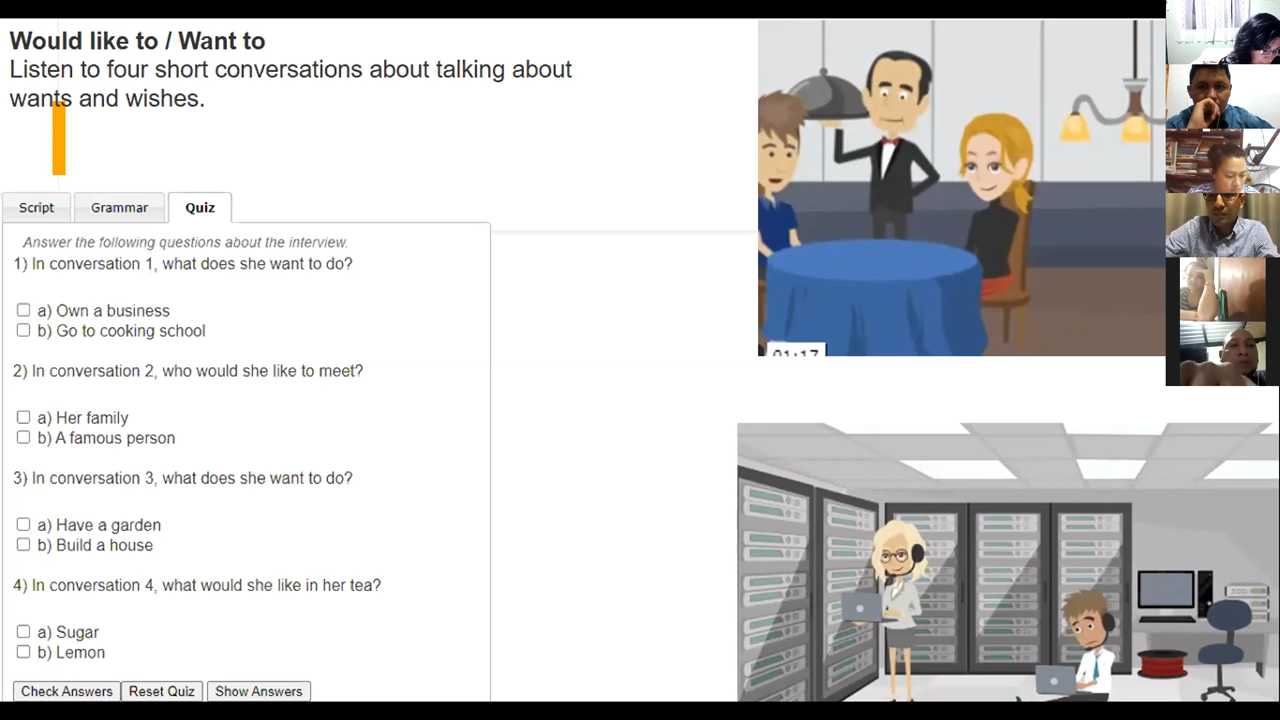 Would like to / Want to
Listen to four short conversations about talking about
wants and wishes.
Script
Grammar
Quiz
Answer the following questions about the interview.
1) In conversation 1, what does she want to do?
a) Own a business
b) Go to cooking school
2) In conversation 2, who would she like to meet?
a) Her family
b) A famous person
3) In conversation 3, what does she want to do?
a) Have a garden
b) Build a house
4) In conversation 4, what would she like in her tea?
a) Sugar
b) Lemon
Check Answers
Reset Quiz
Show Answers
01:17